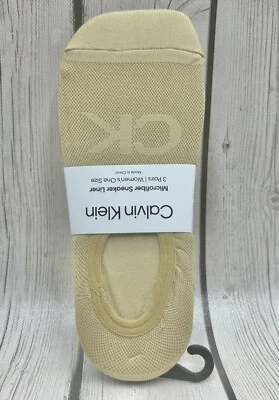 CK
Calvin Klein
Microfiber Sneaker Liner
3 Pairs | Women's One Size
Made in China